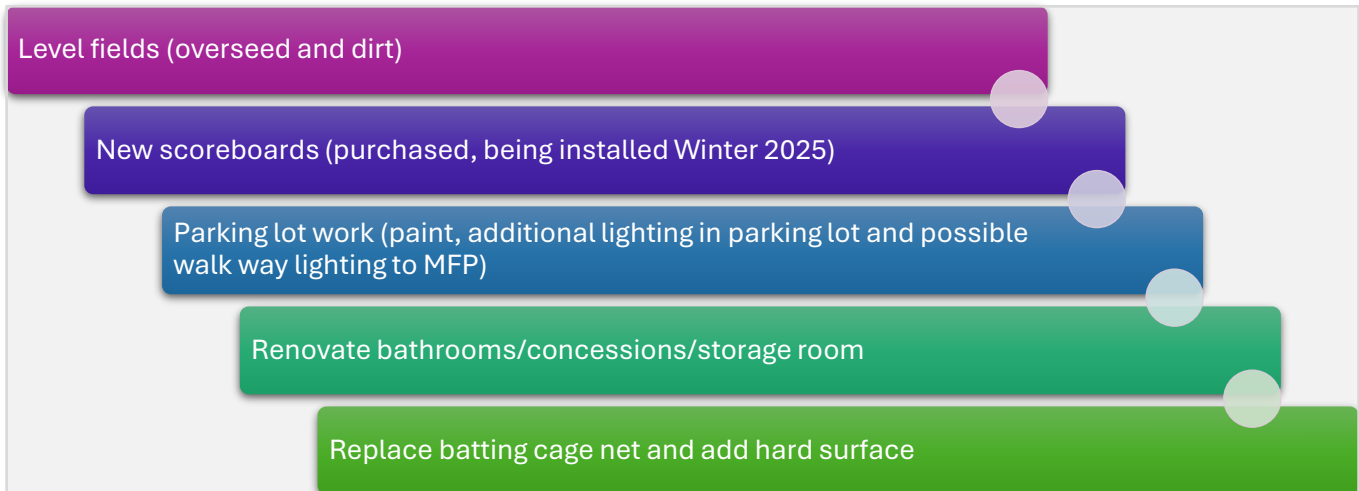 Level fields (overseed and dirt)
New scoreboards (purchased, being installed Winter 2025)
Parking lot work (paint, additional lighting in parking lot and possible
walk way lighting to MFP)
Renovate bathrooms/concessions/storage room
Replace batting cage net and add hard surface